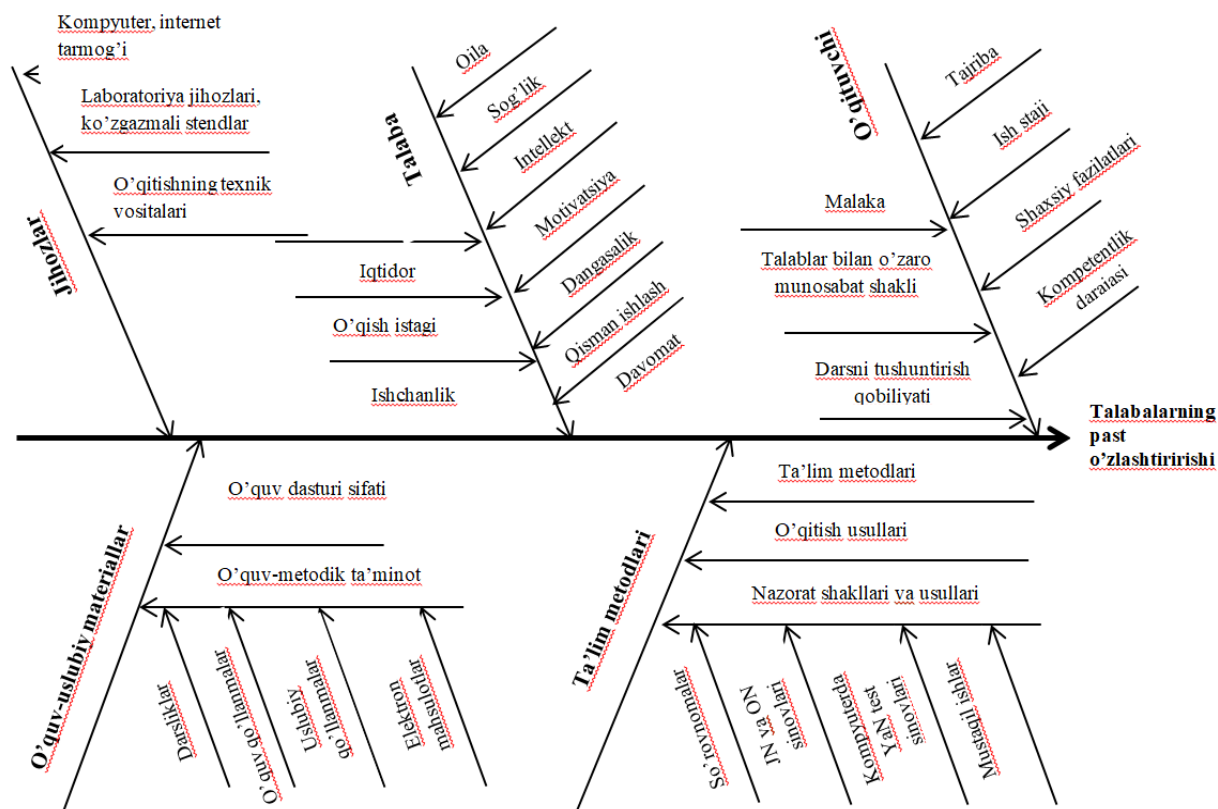 Kompyuter, internet
tarmog’i
Laboratoriya jihozlari,
ko’zgazmali stendlar
O’qitishning texnik
vositalari
Jihozlar
Talaba
Oila
Sog’lik
Intellekt
Motivatsiya
Dangasalik
Qisman ishlash
Davomat
Iqtidor
O’qish istagi
Ishchanlik
O’qituvchi
Tajriba
Ish staji
Shaxsiy fazilatlari
Kompetentlik
daraiasi
Malaka
Talablar bilan o’zaro
munosabat shakli
Darsni tushuntirish
qobiliyati
Talabalarning
past
o’zlashtiririshi
O’quv-uslubiy materiallar
O’quv dasturi sifati
O’quv-metodik ta’minot
Darsliklar
O’quv qo’llanmalar
Uslubiy
qo’llanmalar
Elektron
mahsulotlar
Ta’lim metodlari
Ta’lim metodlari
O’qitish usullari
Nazorat shakllari va usullari
So’rovnomalar
JN va ON
sinovlari
Kompyuterda
YaN test
sinovlari
Mustaqil ishlar